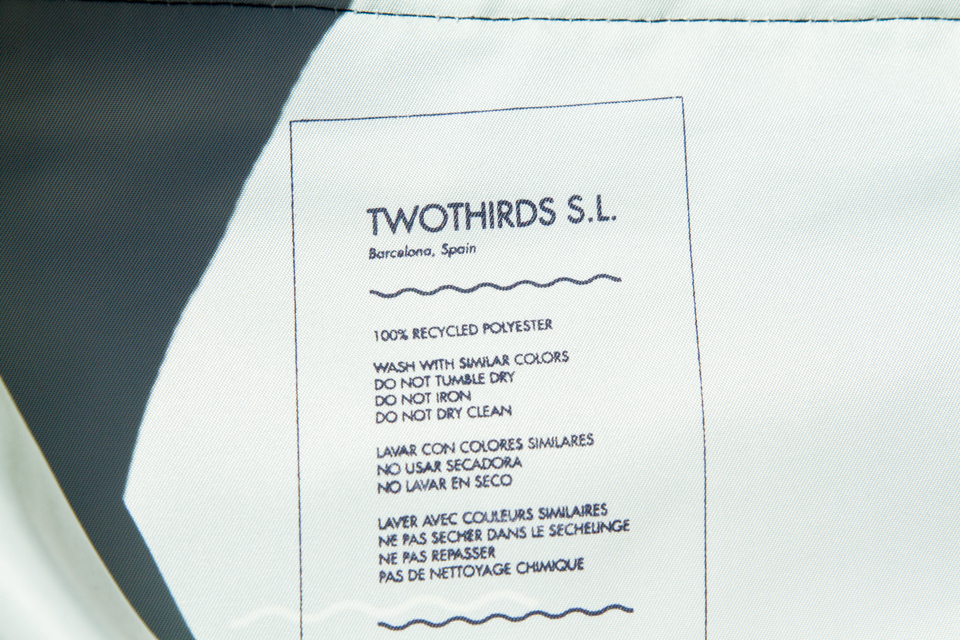 TWOTHIRDS S.L.
Barcelona, Spain
100% RECYCLED POLYESTER
WASH WITH SIMILAR COLORS
DO NOT TUMBLE DRY
DO NOT IRON
DO NOT DRY CLEAN
LAVAR CON COLORES SIMILARES
NO USAR SECADORA
NO LAVAR EN SECO
LAVER AVEC COULEURS SIMILAIRES
NE PAS SECHER DANS LE SECHELINGE
NE PAS REPASSER
PAS DE NETTOYAGE CHIMIQUE